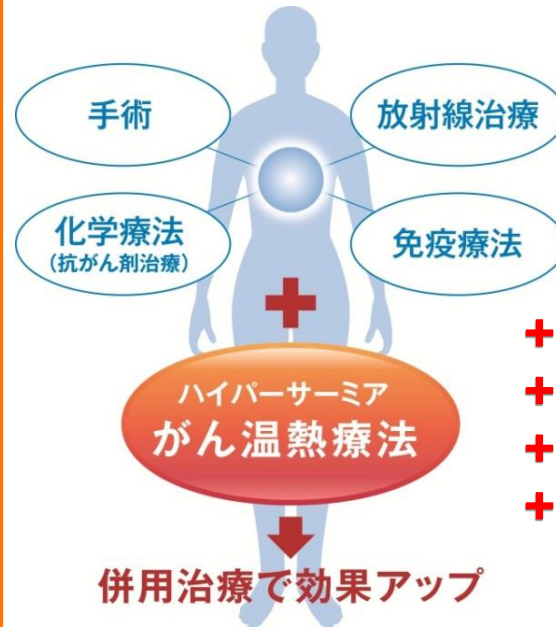 手術
放射線治療
化学療法
(抗がん剤治療)
免疫療法
ハイパーサーミア
がん温熱療法
併用治療で効果アップ